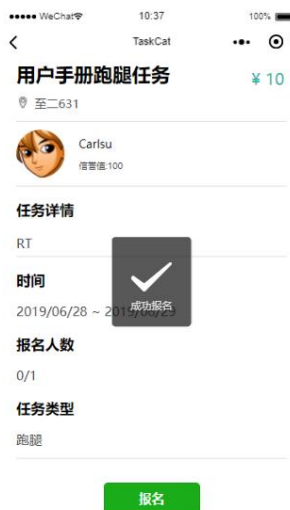 WeChat 10:37 100%
TaskCat
用户手册跑腿任务 ¥ 10
至二631
Carlsu
信誉值:100
任务详情
RT
时间
2019/06/28 ~ 2019/06/29
成功报名
报名人数
0/1
任务类型
跑腿
报名